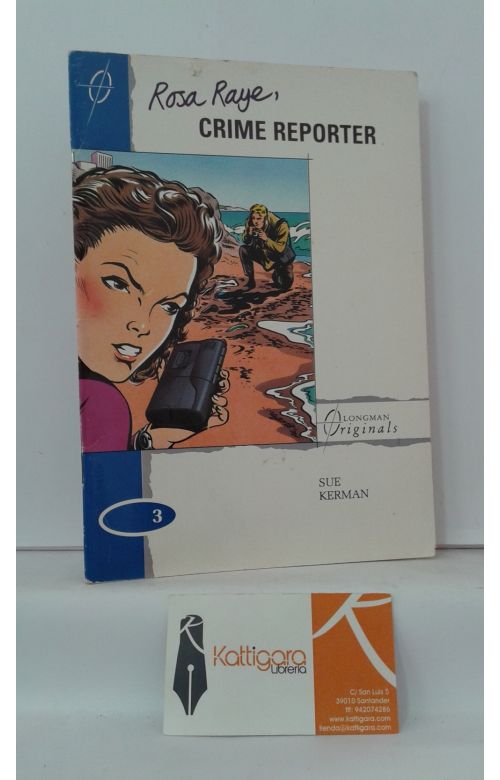 Rosa Raye,
CRIME REPORTER
LONGMAN
Originals
SUE
KERMAN
3
Kattigara
Librería
C/ San Luis 5
39010 Santander
tlf: 942074286
www.kattigara.com
tienda@kattigara.com